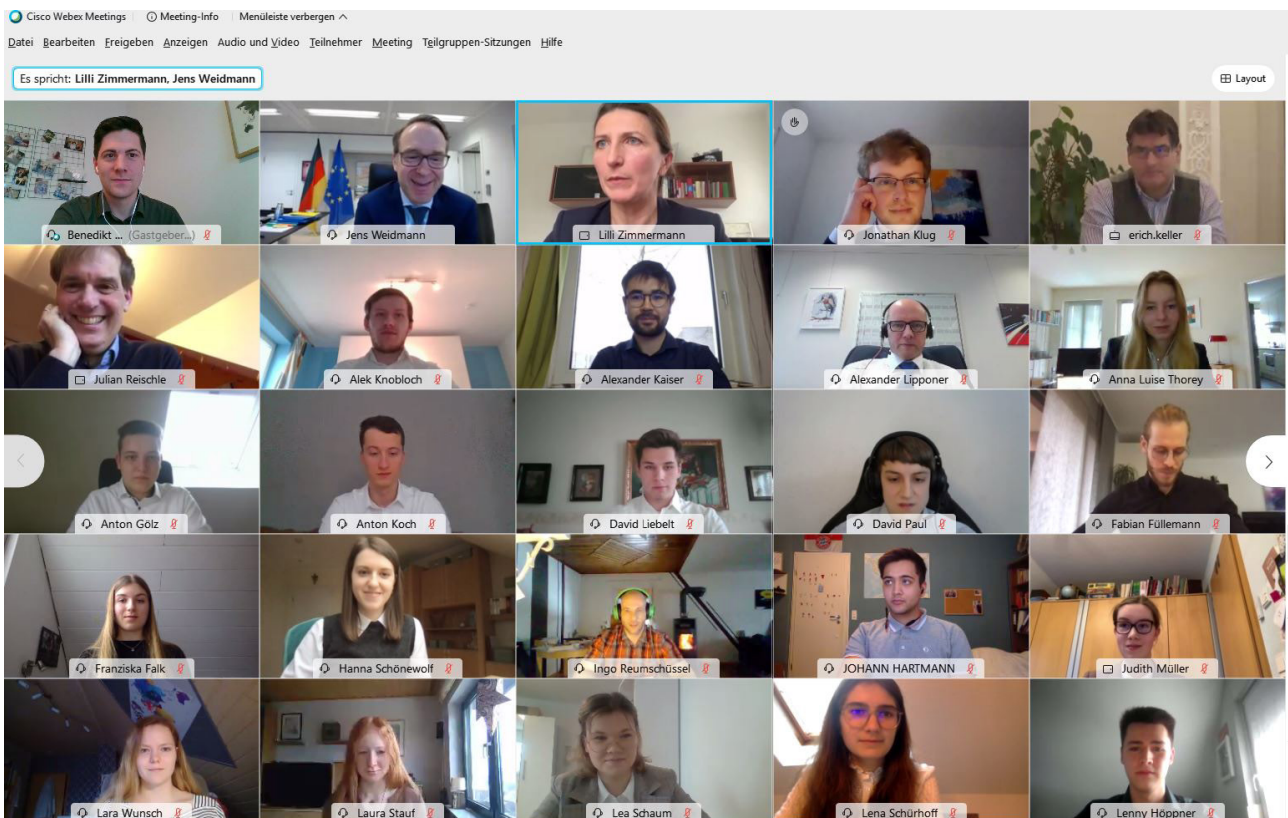 Cisco Webex Meetings Meeting-Info Menüleiste verbergen
Datei Bearbeiten Freigeben Anzeigen Audio und Video Teilnehmer Meeting Teilgruppen-Sitzungen Hilfe
Es spricht: Lilli Zimmermann, Jens Weidmann
Layout
Benedikt ... (Gastgeber...)
Jens Weidmann
Lilli Zimmermann
Jonathan Klug
erich.keller
Julian Reischle
Alek Knobloch
Alexander Kaiser
Alexander Lipponer
Anna Luise Thorey
Anton Gölz
Anton Koch
David Liebelt
David Paul
Fabian Füllemann
Franziska Falk
Hanna Schönewolf
Ingo Reumschüssel
JOHANN HARTMANN
Judith Müller
Lara Wunsch
Laura Stauf
Lea Schaum
Lena Schürhoff
Lenny Höppner